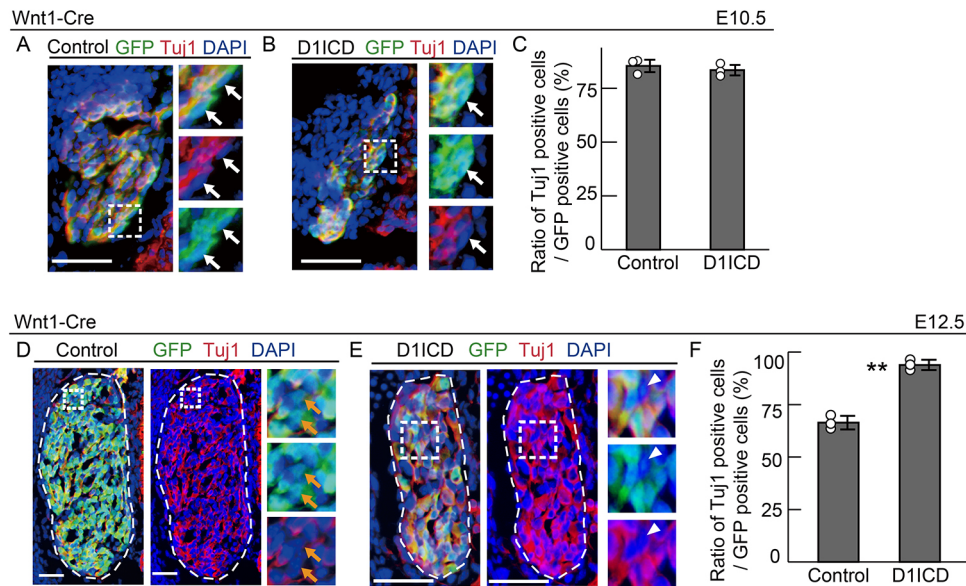 Wnt1-Cre E10.5
A Control GFP Tuj1 DAPI
B D1ICD GFP Tuj1 DAPI
C
Ratio of Tuj1 positive cells
/ GFP positive cells (%)
75
50
25
0
Control D1ICD
Wnt1-Cre E12.5
D Control GFP Tuj1 DAPI
E D1ICD GFP Tuj1 DAPI
F
Ratio of Tuj1 positive cells
/ GFP positive cells (%)
100
75
50
25
0
**
Control D1ICD